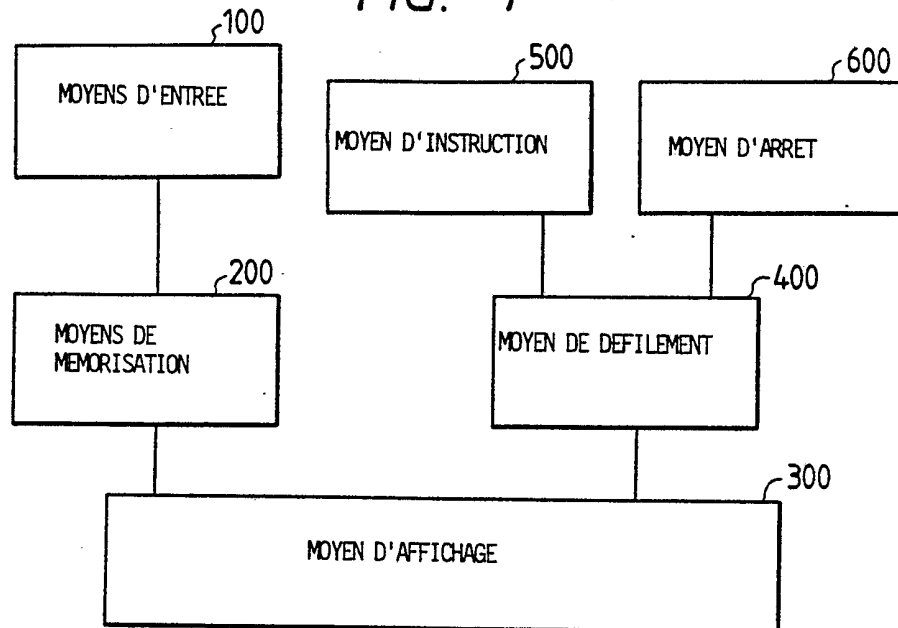 FIG.
100
MOYENS D'ENTREE
500
MOYEN D'INSTRUCTION
600
MOYEN D'ARRET
200
MOYENS DE
MEMORISATION
400
MOYEN DE DEFILEMENT
300
MOYEN D'AFFICHAGE